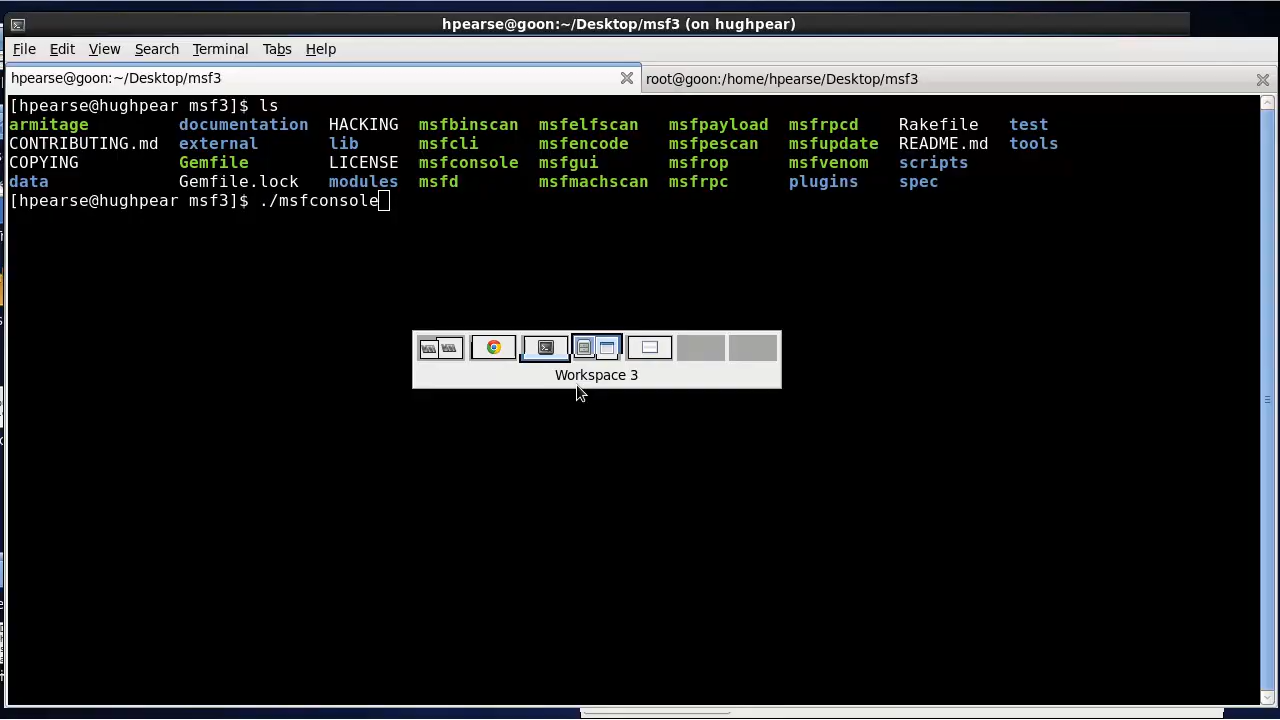 hpearse@goon:~/Desktop/msf3 (on hughpear)
File Edit View Search Terminal Tabs Help
hpearse@goon:~/Desktop/msf3 root@goon:/home/hpearse/Desktop/msf3
[hpearse@hughpear msf3]$ ls
armitage documentation HACKING msfbinscan msfelfscan msfpayload msfrpcd Rakefile test
CONTRIBUTING.md external lib msfcli msfencode msfpescan msfupdate README.md tools
COPYING Gemfile LICENSE msfconsole msfgui msfrop msfvenom scripts
data Gemfile.lock modules msfd msfmachscan msfrpc plugins spec
[hpearse@hughpear msf3]$ ./msfconsole
Workspace 3